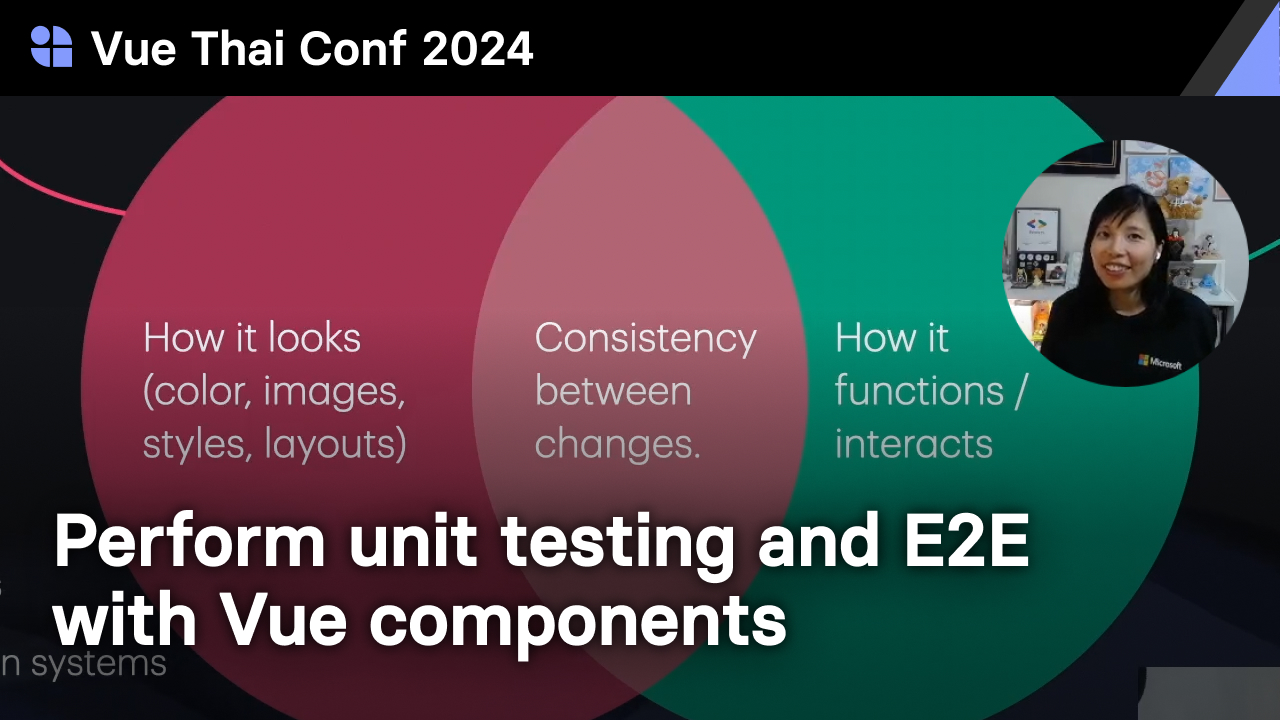 Vue Thai Conf 2024
How it looks
(color, images,
styles, layouts)
Consistency
between
changes.
How it
functions /
interacts
Microsoft
Perform unit testing and E2E
with Vue components
n systems